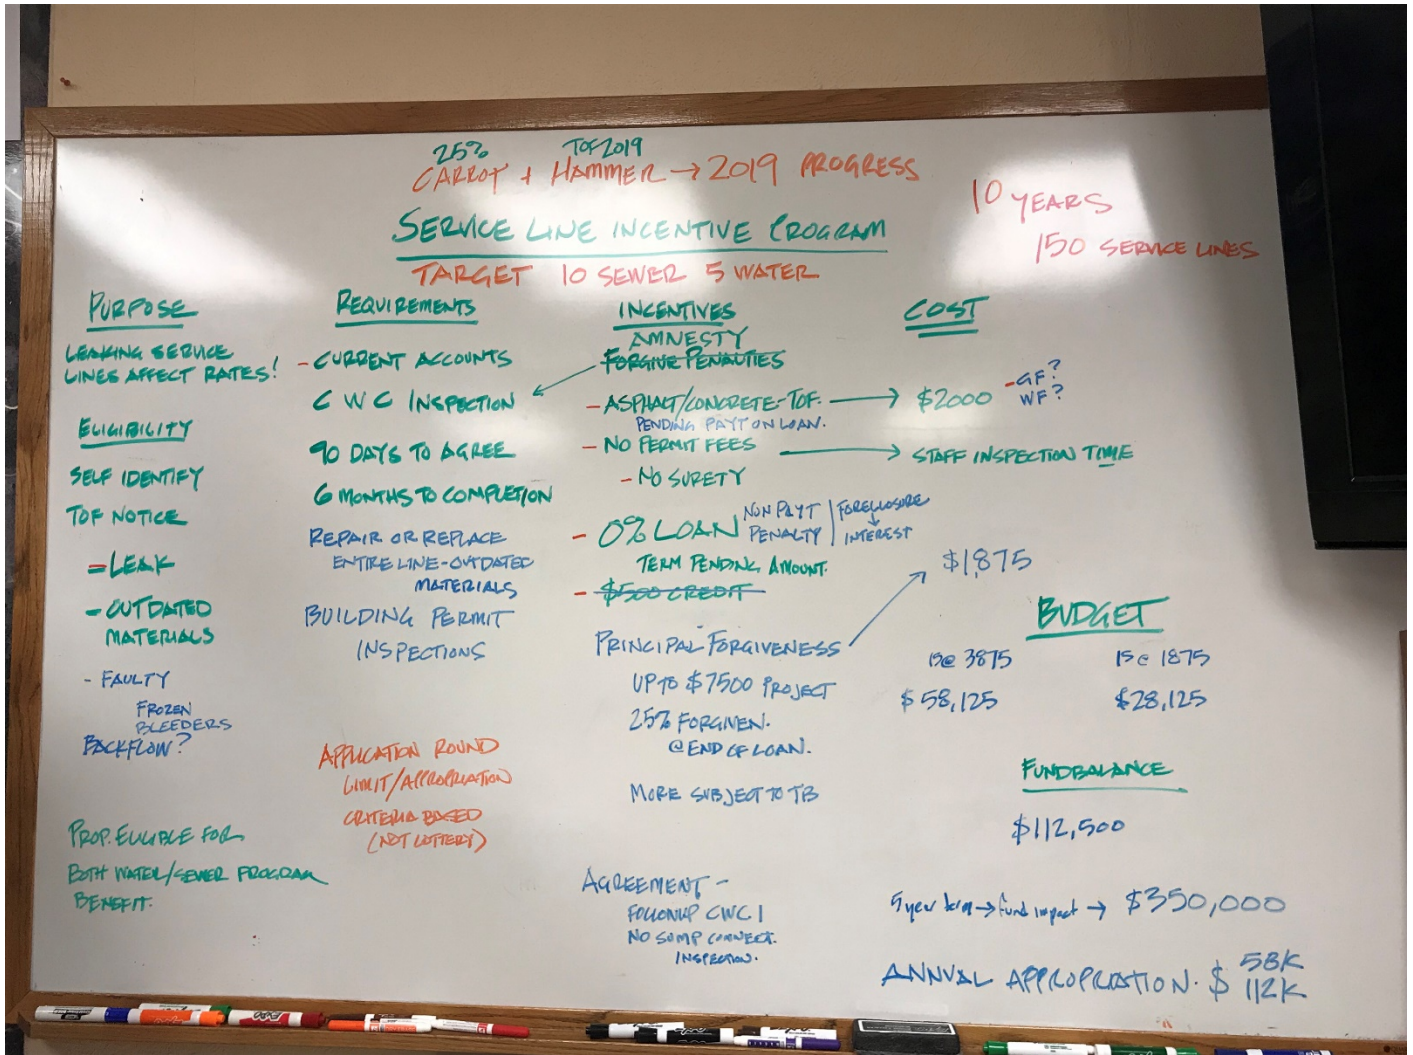 25% TOF 2019
CARROT + HAMMER → 2019 PROGRESS
10 YEARS
150 SERVICE LINES
SERVICE LINE INCENTIVE PROGRAM
TARGET 10 SEWER 5 WATER
PURPOSE
LEAKING SERVICE
LINES AFFECT RATES!
ELIGIBILITY
SELF IDENTIFY
TOF NOTICE
- LEAK
- OUTDATED
MATERIALS
- FAULTY
FROZEN
BLEEDERS
BACKFLOW?
PROP. ELIGIBLE FOR
BOTH WATER/SEWER PROGRAM
BENEFIT.
REQUIREMENTS
- CURRENT ACCOUNTS
CWC INSPECTION
90 DAYS TO AGREE
6 MONTHS TO COMPLETION
REPAIR OR REPLACE
ENTIRE LINE-OUTDATED
MATERIALS
BUILDING PERMIT
INSPECTIONS
APPLICATION ROUND
LIMIT/APPROPRIATION
CRITERIA BASED
(NOT LOTTERY)
INCENTIVES
AMNESTY
FORGIVE PENALTIES
- ASPHALT/CONCRETE-TOF.
PENDING PAYT ON LOAN.
- NO PERMIT FEES
- NO SURETY
- 0% LOAN
NON PAYT
PENALTY
FORECLOSURE
↓
INTEREST
TERM PENDING AMOUNT.
- $500 CREDIT
PRINCIPAL FORGIVENESS
UP TO $7500 PROJECT
25% FORGIVEN.
@ END OF LOAN.
MORE SUBJECT TO TB
AGREEMENT -
FOLLOWUP CWC I
NO SUMP CONNECT.
INSPECTION.
COST
→ $2000
- GF?
WF?
→ STAFF INSPECTION TIME
$1,875
BUDGET
15@ 3875
$58,125
15@ 1875
$28,125
FUNDBALANCE
$112,500
5 year term → fund impact → $350,000
ANNUAL APPROPRIATION. $ 58K
112K